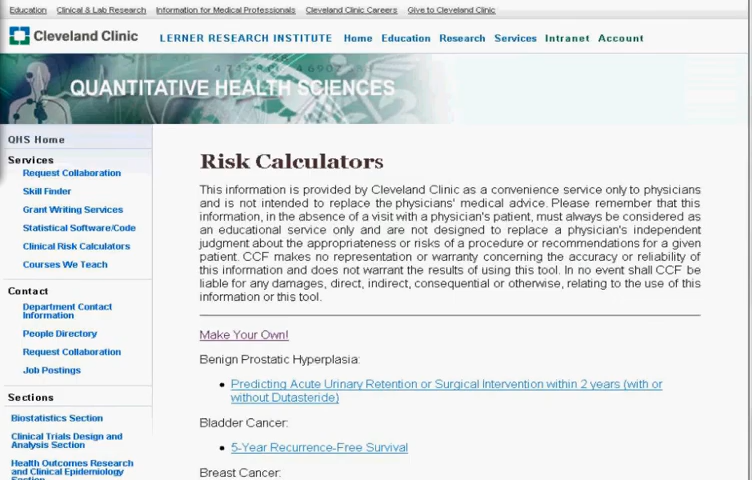 Education Clinical & Lab Research Information for Medical Professionals Cleveland Clinic Careers Give to Cleveland Clinic
Cleveland Clinic LERNER RESEARCH INSTITUTE Home Education Research Services Intranet Account
QUANTITATIVE HEALTH SCIENCES
QHS Home
Services
Request Collaboration
Skill Finder
Grant Writing Services
Statistical Software/Code
Clinical Risk Calculators
Courses We Teach
Contact
Department Contact
Information
People Directory
Request Collaboration
Job Postings
Sections
Biostatistics Section
Clinical Trials Design and
Analysis Section
Health Outcomes Research
and Clinical Epidemiology
Section
Risk Calculators
This information is provided by Cleveland Clinic as a convenience service only to physicians
and is not intended to replace the physicians' medical advice. Please remember that this
information, in the absence of a visit with a physician's patient, must always be considered as
an educational service only and are not designed to replace a physician's independent
judgment about the appropriateness or risks of a procedure or recommendations for a given
patient. CCF makes no representation or warranty concerning the accuracy or reliability of
this information and does not warrant the results of using this tool. In no event shall CCF be
liable for any damages, direct, indirect, consequential or otherwise, relating to the use of this
information or this tool.
Make Your Own!
Benign Prostatic Hyperplasia:
• Predicting Acute Urinary Retention or Surgical Intervention within 2 years (with or
without Dutasteride)
Bladder Cancer:
• 5-Year Recurrence-Free Survival
Breast Cancer: